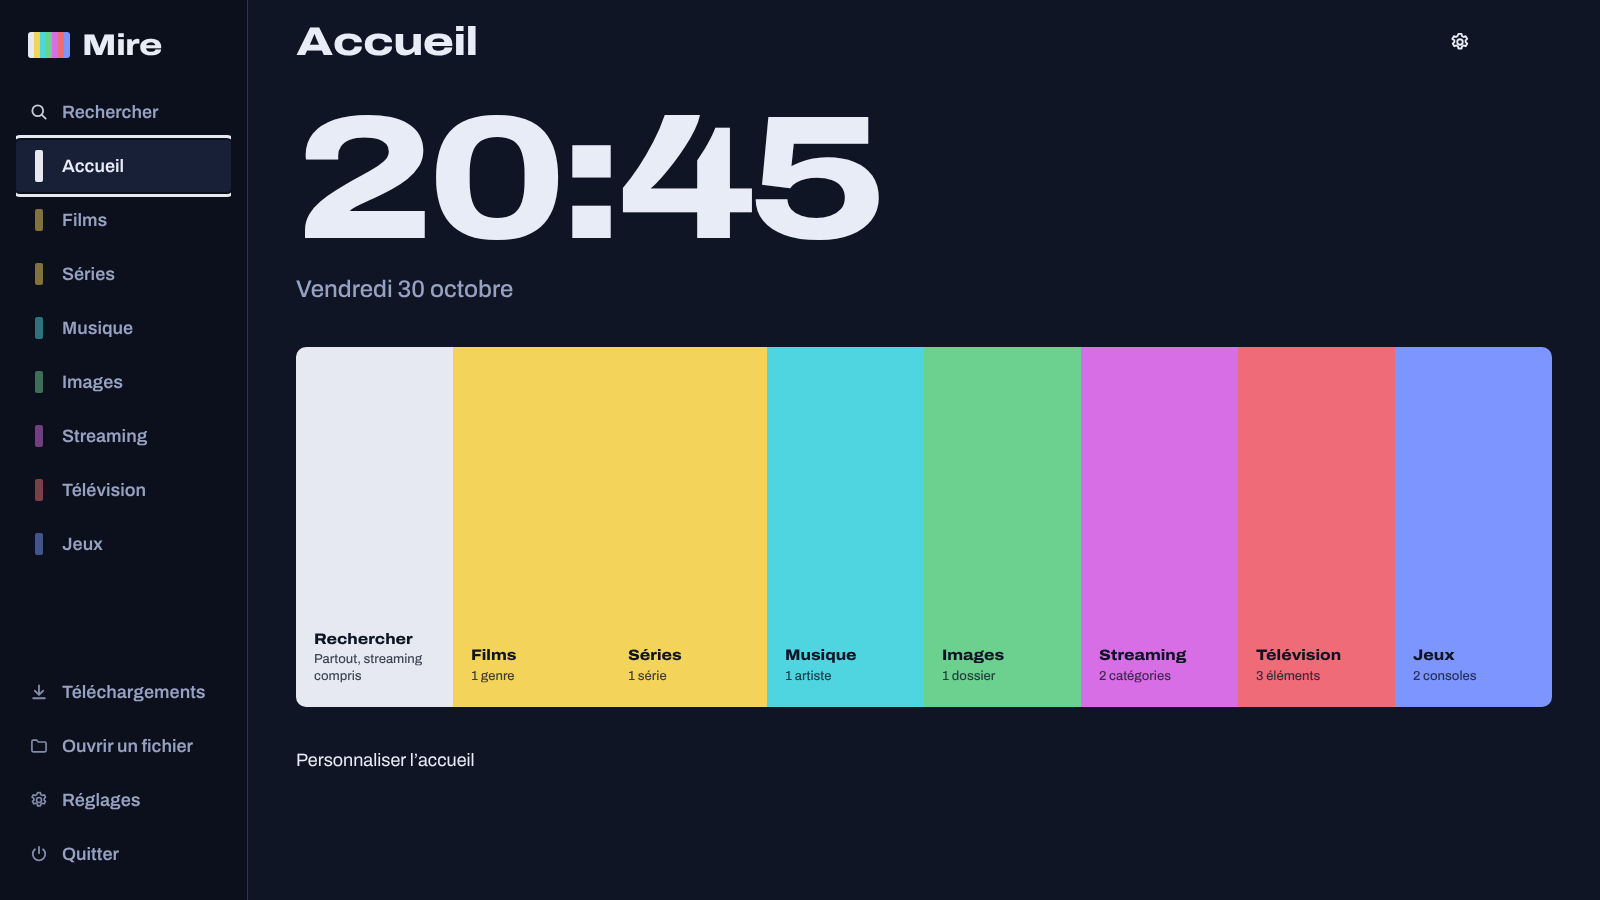 Mire
Rechercher
Accueil
Films
Séries
Musique
Images
Streaming
Télévision
Jeux
Téléchargements
Ouvrir un fichier
Réglages
Quitter
Accueil
20:45
Vendredi 30 octobre
Rechercher
Partout, streaming
compris
Films
1 genre
Séries
1 série
Musique
1 artiste
Images
1 dossier
Streaming
2 catégories
Télévision
3 éléments
Jeux
2 consoles
Personnaliser l’accueil